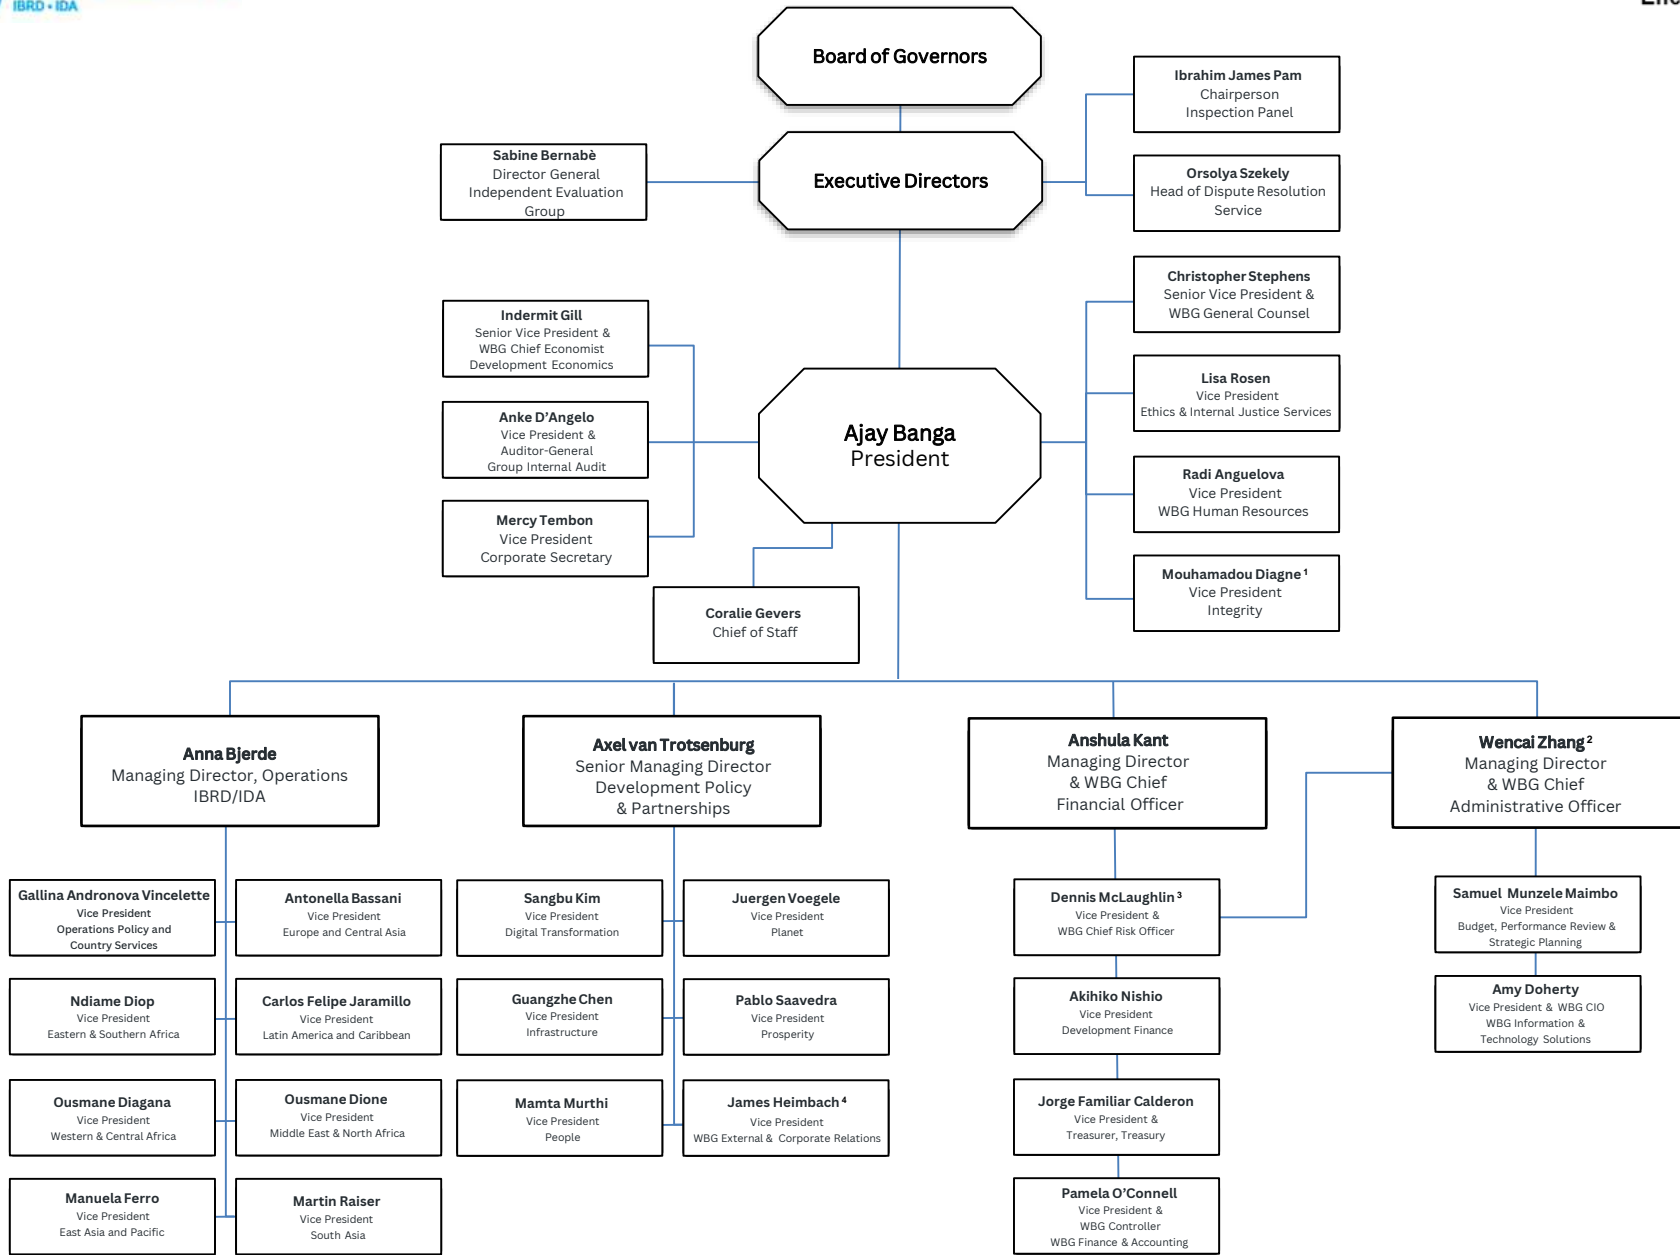 IBRD • IDA
Board of Governors
Ibrahim James Pam
Chairperson
Inspection Panel
Sabine Bernabè
Director General
Independent Evaluation
Group
Executive Directors
Orsolya Szekely
Head of Dispute Resolution
Service
Christopher Stephens
Senior Vice President &
WBG General Counsel
Indermit Gill
Senior Vice President &
WBG Chief Economist
Development Economics
Lisa Rosen
Vice President
Ethics & Internal Justice Services
Anke D’Angelo
Vice President &
Auditor-General
Group Internal Audit
Ajay Banga
President
Radi Anguelova
Vice President
WBG Human Resources
Mercy Tembon
Vice President
Corporate Secretary
Mouhamadou Diagne ¹
Vice President
Integrity
Coralie Gevers
Chief of Staff
Anna Bjerde
Managing Director, Operations
IBRD/IDA
Axel van Trotsenburg
Senior Managing Director
Development Policy
& Partnerships
Anshula Kant
Managing Director
& WBG Chief
Financial Officer
Wencai Zhang ²
Managing Director
& WBG Chief
Administrative Officer
Gallina Andronova Vincelette
Vice President
Operations Policy and
Country Services
Antonella Bassani
Vice President
Europe and Central Asia
Sangbu Kim
Vice President
Digital Transformation
Juergen Voegele
Vice President
Planet
Dennis McLaughlin ³
Vice President &
WBG Chief Risk Officer
Samuel Munzele Maimbo
Vice President
Budget, Performance Review &
Strategic Planning
Ndiame Diop
Vice President
Eastern & Southern Africa
Carlos Felipe Jaramillo
Vice President
Latin America and Caribbean
Guangzhe Chen
Vice President
Infrastructure
Pablo Saavedra
Vice President
Prosperity
Akihiko Nishio
Vice President
Development Finance
Amy Doherty
Vice President & WBG CIO
WBG Information &
Technology Solutions
Ousmane Diagana
Vice President
Western & Central Africa
Ousmane Dione
Vice President
Middle East & North Africa
Mamta Murthi
Vice President
People
James Heimbach ⁴
Vice President
WBG External & Corporate Relations
Jorge Familiar Calderon
Vice President &
Treasurer, Treasury
Manuela Ferro
Vice President
East Asia and Pacific
Martin Raiser
Vice President
South Asia
Pamela O’Connell
Vice President &
WBG Controller
WBG Finance & Accounting